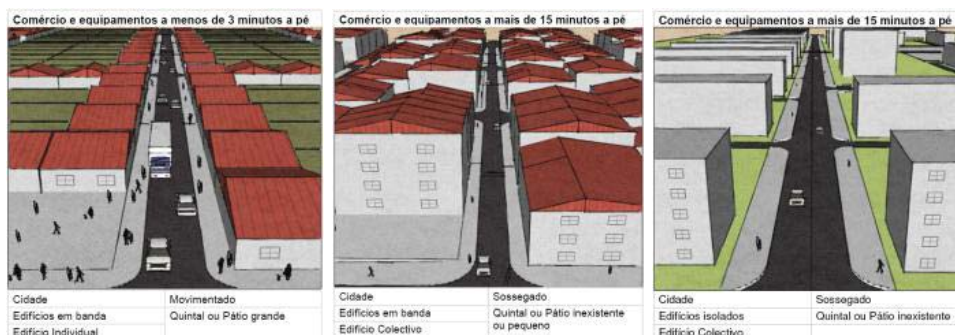 Comércio e equipamentos a menos de 3 minutos a pé
Cidade
Movimentado
Edifícios em banda
Quintal ou Pátio grande
Edifício Individual
Comércio e equipamentos a mais de 15 minutos a pé
Cidade
Sossegado
Edifícios em banda
Quintal ou Pátio inexistente
ou pequeno
Edifício Colectivo
Comércio e equipamentos a mais de 15 minutos a pé
Cidade
Sossegado
Edifícios isolados
Quintal ou Pátio inexistente
Edifício Colectivo